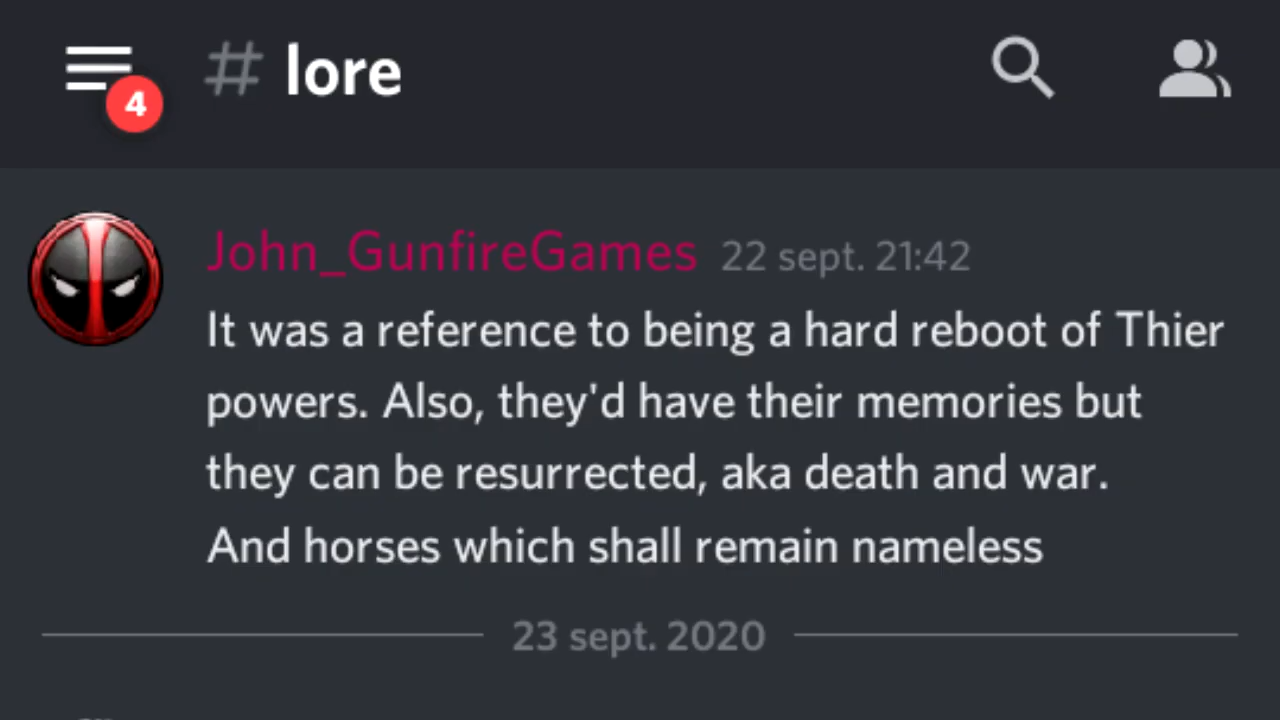 # lore
4
John_GunfireGames 22 sept. 21:42
It was a reference to being a hard reboot of Thier
powers. Also, they'd have their memories but
they can be resurrected, aka death and war.
And horses which shall remain nameless
23 sept. 2020